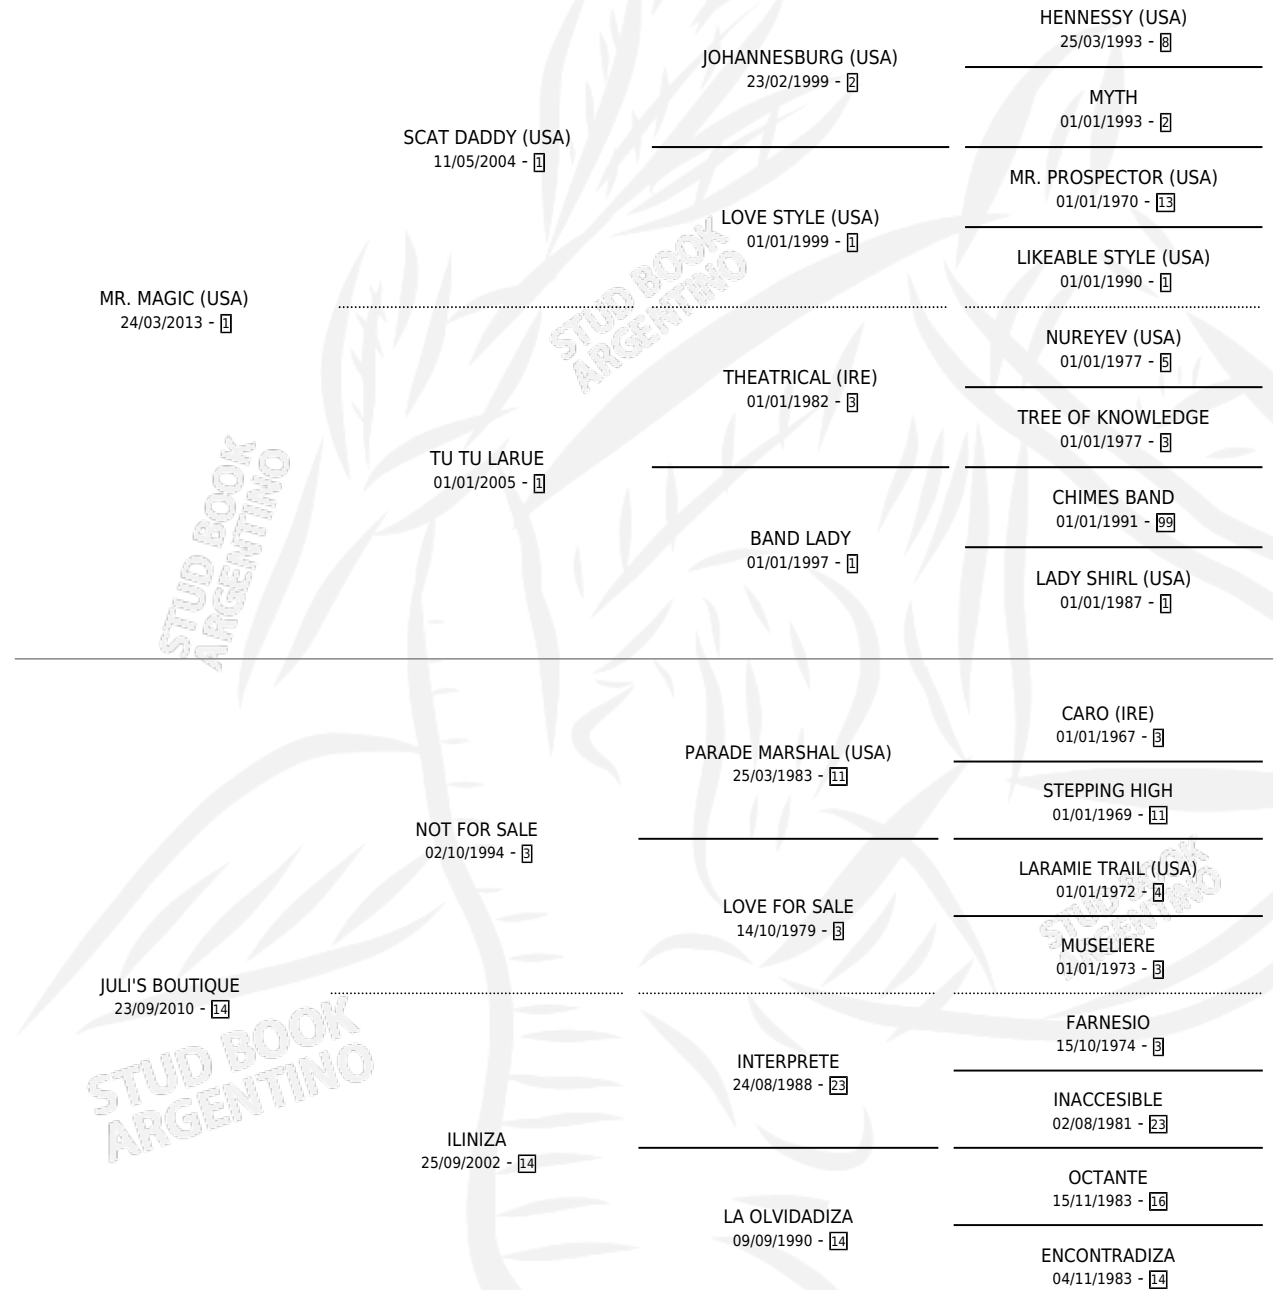 HENNESSY (USA)
25/03/1993 - 8
JOHANNESBURG (USA)
23/02/1999 - 2
MYTH
01/01/1993 - 2
SCAT DADDY (USA)
11/05/2004 - 1
MR. PROSPECTOR (USA)
01/01/1970 - 13
LOVE STYLE (USA)
01/01/1999 - 1
LIKEABLE STYLE (USA)
01/01/1990 - 1
MR. MAGIC (USA)
24/03/2013 - 1
STUD BOOK
ARGENTINO
NUREYEV (USA)
01/01/1977 - 5
THEATRICAL (IRE)
01/01/1982 - 3
TREE OF KNOWLEDGE
01/01/1977 - 3
TU TU LARUE
01/01/2005 - 1
CHIMES BAND
01/01/1991 - 99
BAND LADY
01/01/1997 - 1
LADY SHIRL (USA)
01/01/1987 - 1
STUD BOOK
ARGENTINO
CARO (IRE)
01/01/1967 - 3
PARADE MARSHAL (USA)
25/03/1983 - 11
STEPPING HIGH
01/01/1969 - 11
NOT FOR SALE
02/10/1994 - 3
LARAMIE TRAIL (USA)
01/01/1972 - 4
LOVE FOR SALE
14/10/1979 - 3
MUSELIERE
01/01/1973 - 3
STUD BOOK
ARGENTINO
JULI'S BOUTIQUE
23/09/2010 - 14
FARNESIO
15/10/1974 - 3
INTERPRETE
24/08/1988 - 23
INACCESIBLE
02/08/1981 - 23
ILINIZA
25/09/2002 - 14
OCTANTE
15/11/1983 - 16
LA OLVIDADIZA
09/09/1990 - 14
ENCONTRADIZA
04/11/1983 - 14
STUD BOOK
ARGENTINO